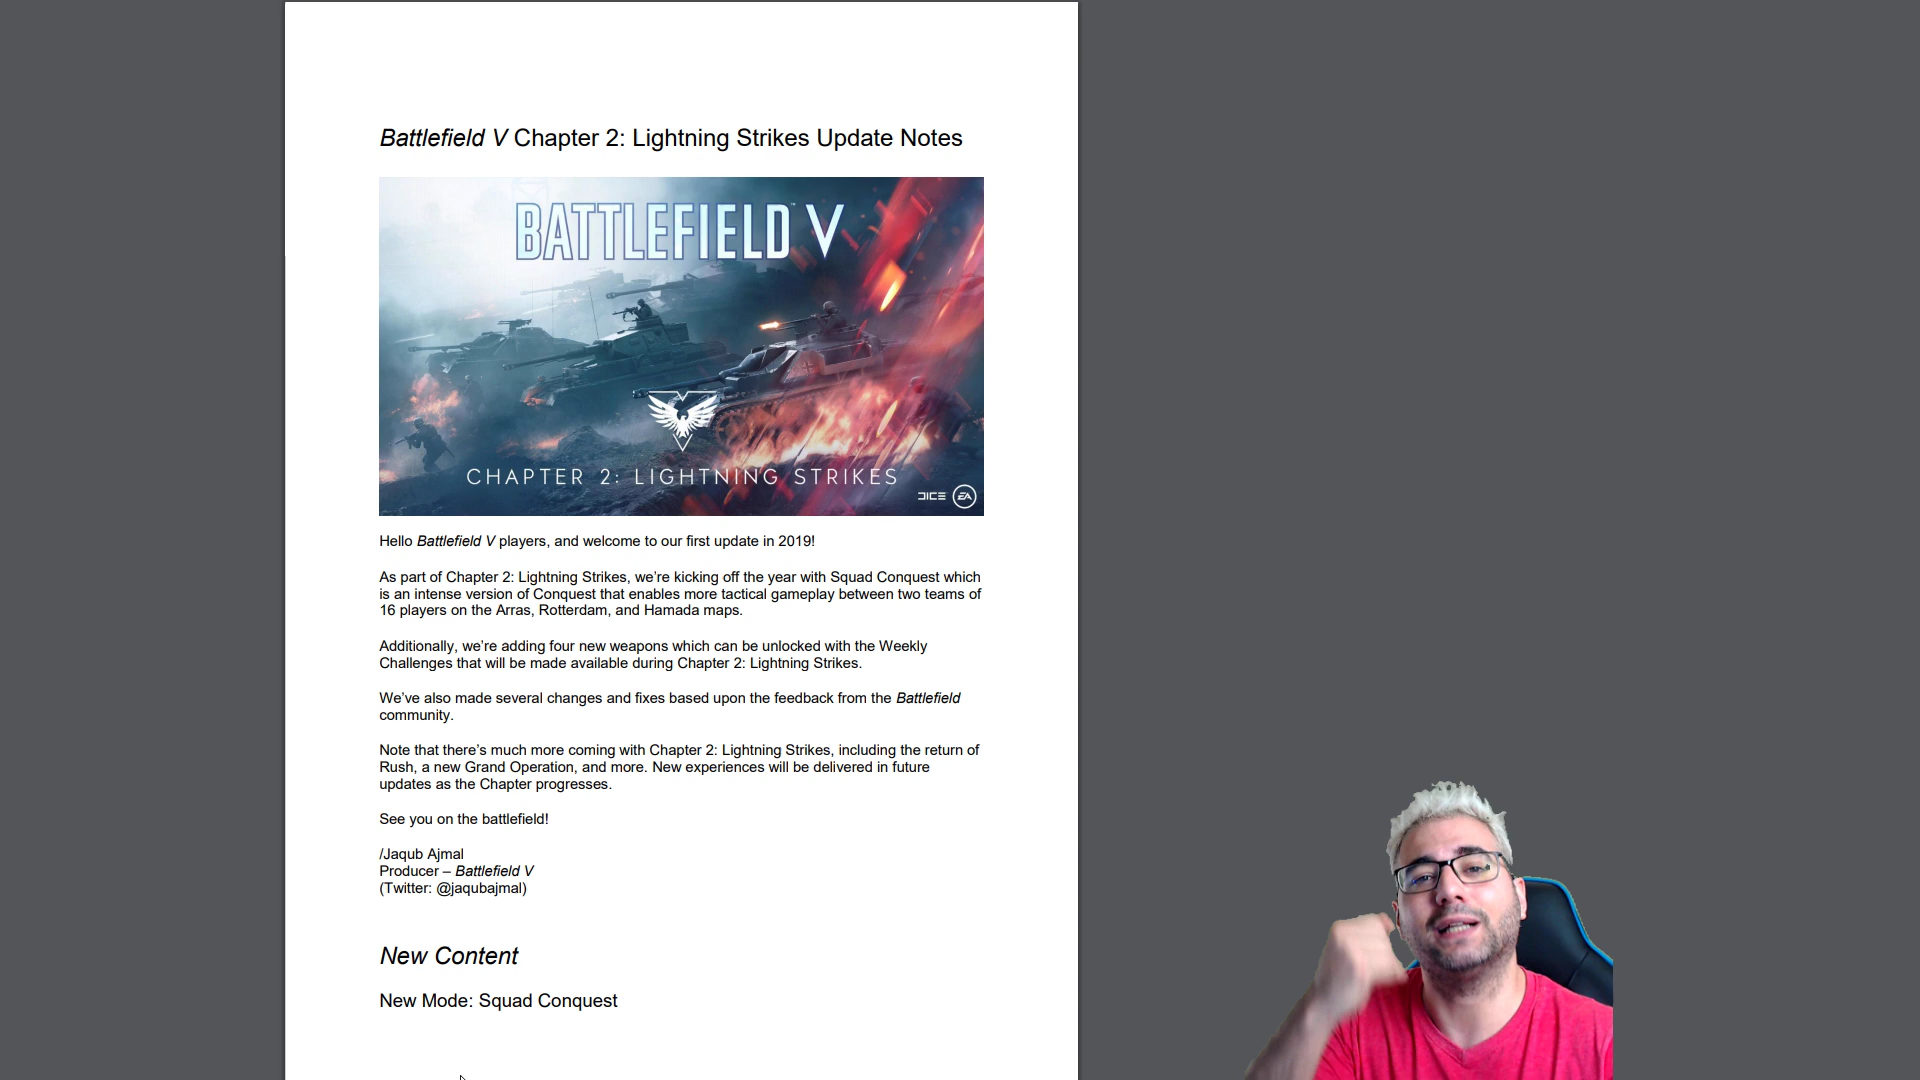 Battlefield V Chapter 2: Lightning Strikes Update Notes
BATTLEFIELD V
CHAPTER 2: LIGHTNING STRIKES
DICE EA
Hello Battlefield V players, and welcome to our first update in 2019!
As part of Chapter 2: Lightning Strikes, we’re kicking off the year with Squad Conquest which
is an intense version of Conquest that enables more tactical gameplay between two teams of
16 players on the Arras, Rotterdam, and Hamada maps.
Additionally, we’re adding four new weapons which can be unlocked with the Weekly
Challenges that will be made available during Chapter 2: Lightning Strikes.
We’ve also made several changes and fixes based upon the feedback from the Battlefield
community.
Note that there’s much more coming with Chapter 2: Lightning Strikes, including the return of
Rush, a new Grand Operation, and more. New experiences will be delivered in future
updates as the Chapter progresses.
See you on the battlefield!
/Jaqub Ajmal
Producer – Battlefield V
(Twitter: @jaqubajmal)
New Content
New Mode: Squad Conquest